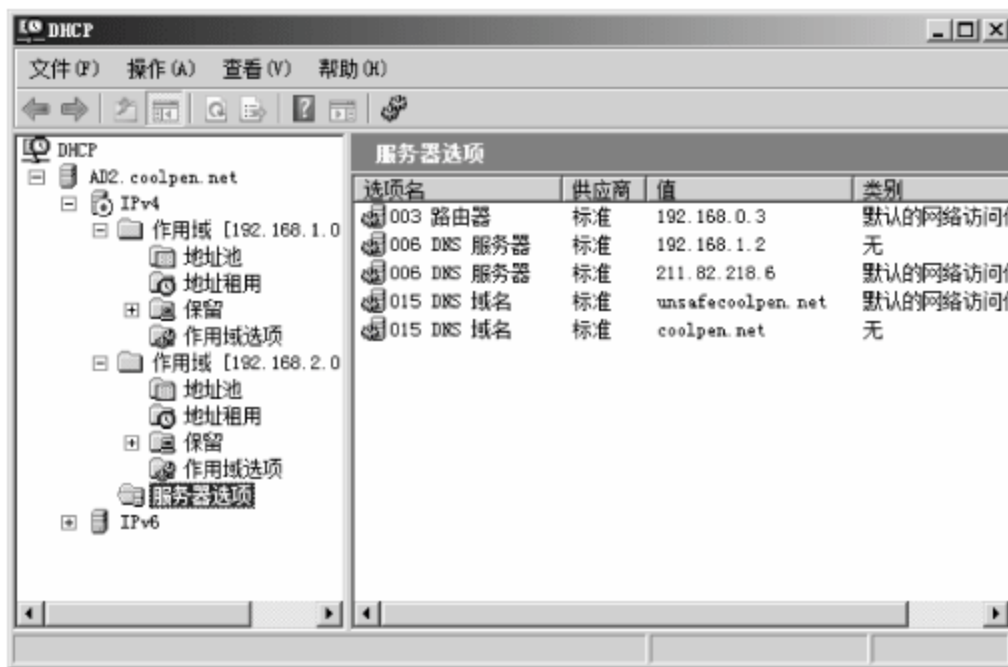 DHCP
文件(F) 操作(A) 查看(V) 帮助(H)
DHCP
AD2.coolpen.net
IPv4
作用域 [192.168.1.0
地址池
地址租用
保留
作用域选项
作用域 [192.168.2.0
地址池
地址租用
保留
作用域选项
服务器选项
IPv6
服务器选项
选项名 供应商 值 类别
003 路由器 标准 192.168.0.3 默认的网络访问
006 DNS 服务器 标准 192.168.1.2 无
006 DNS 服务器 标准 211.82.218.6 默认的网络访问
015 DNS 域名 标准 unsafecoolpen.net 默认的网络访问
015 DNS 域名 标准 coolpen.net 无